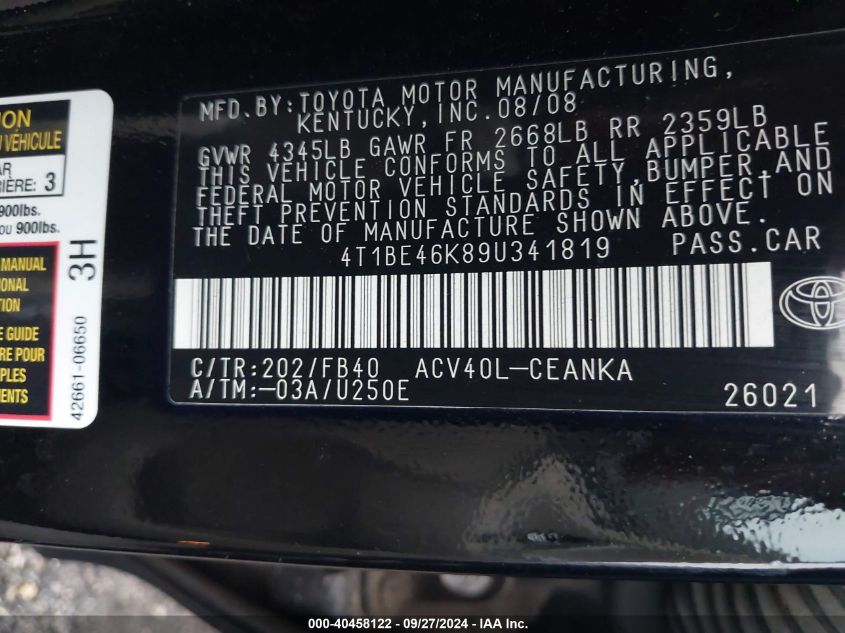 ION
VÉHICULE
AR
RIÈRE: 3
900lbs.
ou 900lbs.
MANUAL
IONAL
TION
E GUIDE
RE POUR
PLES
EMENTS
42661-06650 3H
MFD.BY:TOYOTA MOTOR MANUFACTURING,
KENTUCKY,INC.08/08
GVWR 4345LB GAWR FR 2668LB RR 2359LB
THIS VEHICLE CONFORMS TO ALL APPLICABLE
FEDERAL MOTOR VEHICLE SAFETY,BUMPER,AND
THEFT PREVENTION STANDARDS IN EFFECT ON
THE DATE OF MANUFACTURE SHOWN ABOVE.
4T1BE46K89U341819 PASS.CAR
C/TR:202/FB40 ACV40L-CEANKA
A/TM:-03A/U250E 26021
000-40458122 - 09/27/2024 - IAA Inc.